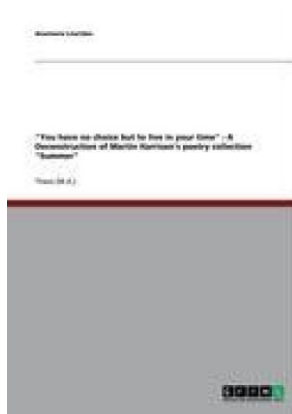 "You have no choice but to live in your time" - A
Deconstruction of Martin Harrison's poetry collection
"Summer"
Thesis (M.A.)
GRIN